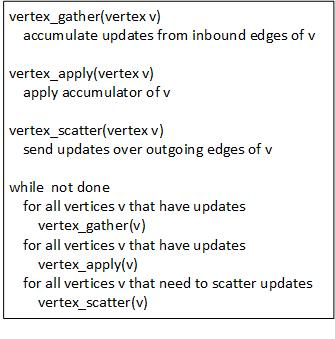 vertex_gather(vertex v)
accumulate updates from inbound edges of v
vertex_apply(vertex v)
apply accumulator of v
vertex_scatter(vertex v)
send updates over outgoing edges of v
while not done
for all vertices v that have updates
vertex_gather(v)
for all vertices v that have updates
vertex_apply(v)
for all vertices v that need to scatter updates
vertex_scatter(v)